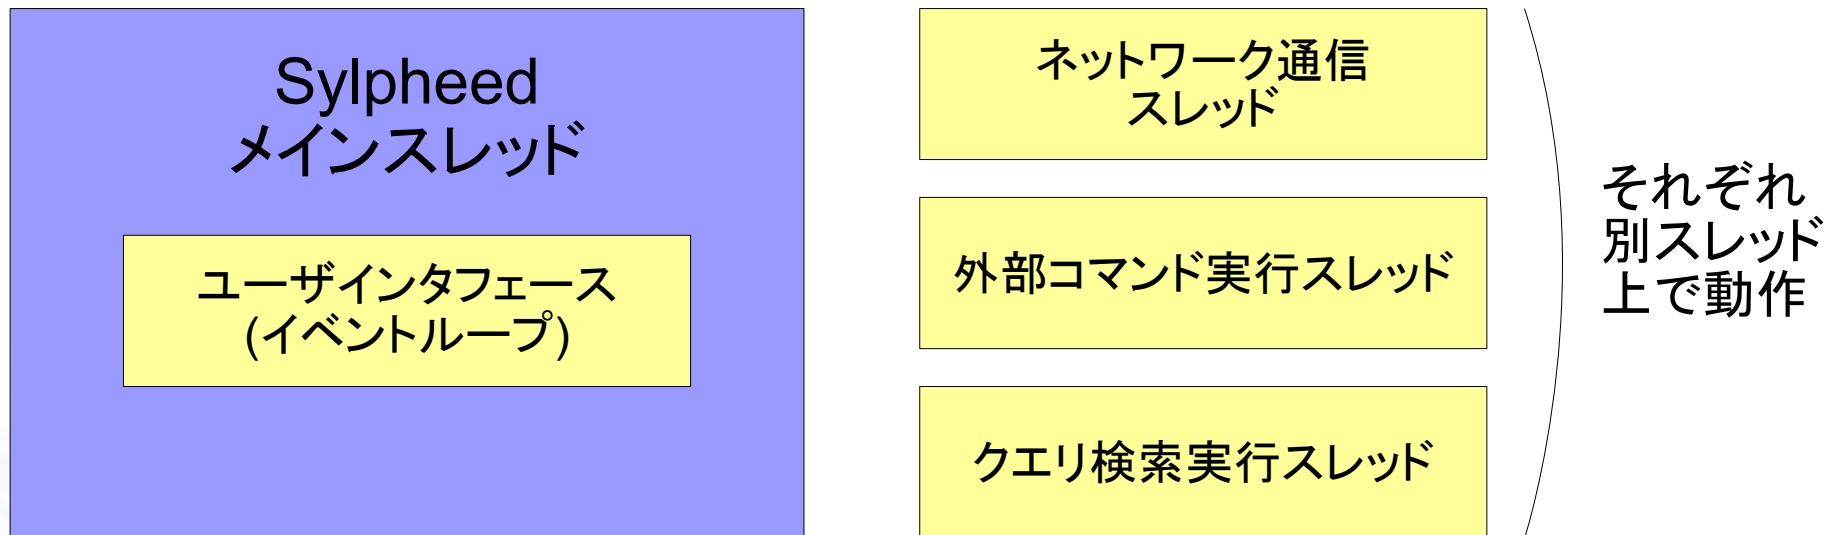 Sylpheed
メインスレッド
ユーザインタフェース
(イベントループ)
ネットワーク通信
スレッド
外部コマンド実行スレッド
クエリ検索実行スレッド
それぞれ
別スレッド
上で動作